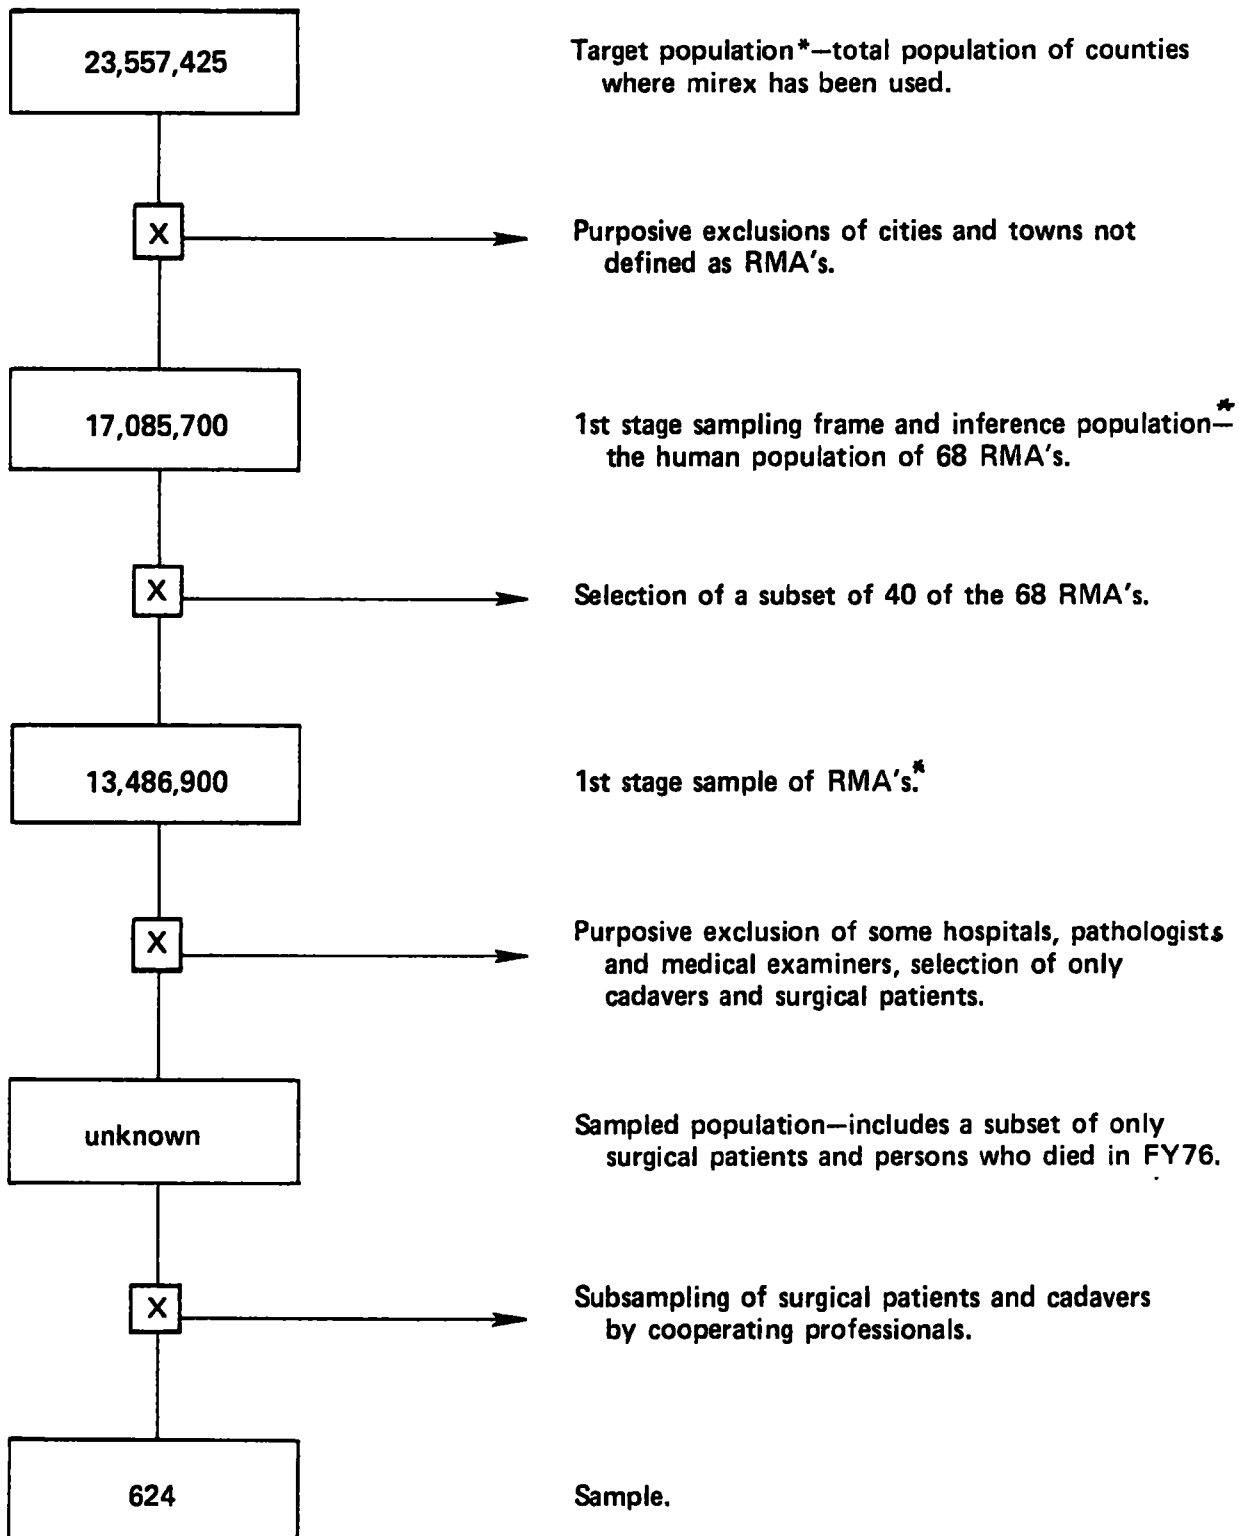 23,557,425
Target population*—total population of counties
where mirex has been used.
X
Purposive exclusions of cities and towns not
defined as RMA's.
17,085,700
1st stage sampling frame and inference population*—
the human population of 68 RMA's.
X
Selection of a subset of 40 of the 68 RMA's.
13,486,900
1st stage sample of RMA's.*
X
Purposive exclusion of some hospitals, pathologists
and medical examiners, selection of only
cadavers and surgical patients.
unknown
Sampled population—includes a subset of only
surgical patients and persons who died in FY76.
X
Subsampling of surgical patients and cadavers
by cooperating professionals.
624
Sample.